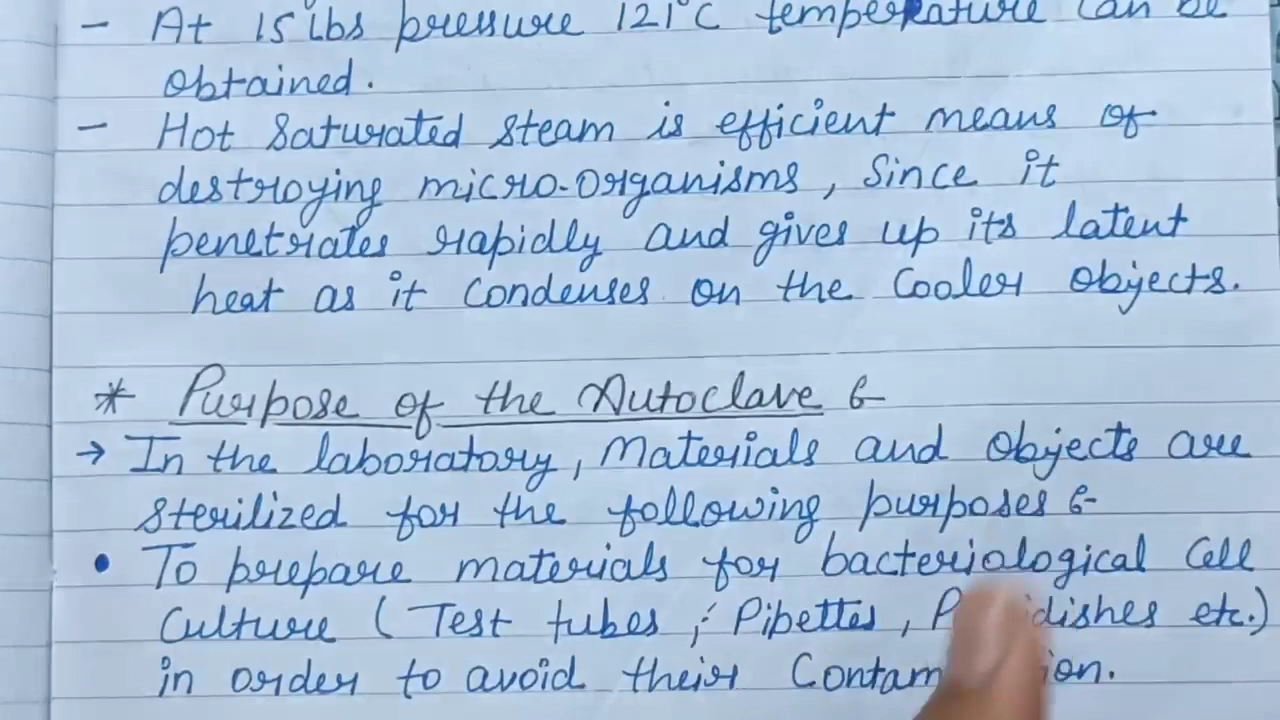 - At 15 lbs pressure 121°C temperature can be
obtained.
- Hot saturated steam is efficient means of
destroying micro-organisms, Since it
penetrates rapidly and gives up its latent
heat as it condenses on the cooler objects.
* Purpose of the Autoclave :-
→ In the laboratory, Materials and objects are
sterilized for the following purposes :-
• To prepare materials for bacteriological cell
culture ( Test tubes , Pipettes, etc.)
in order to avoid their